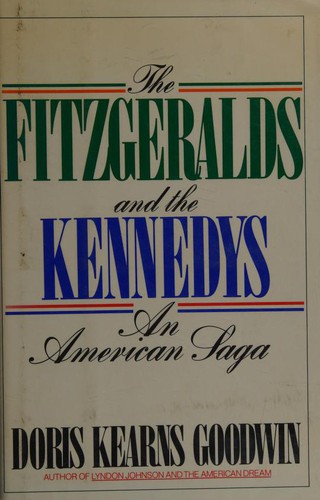 The
FITZGERALDS
and the
KENNEDYS
An
American Saga
DORIS KEARNS GOODWIN
AUTHOR OF LYNDON JOHNSON AND THE AMERICAN DREAM